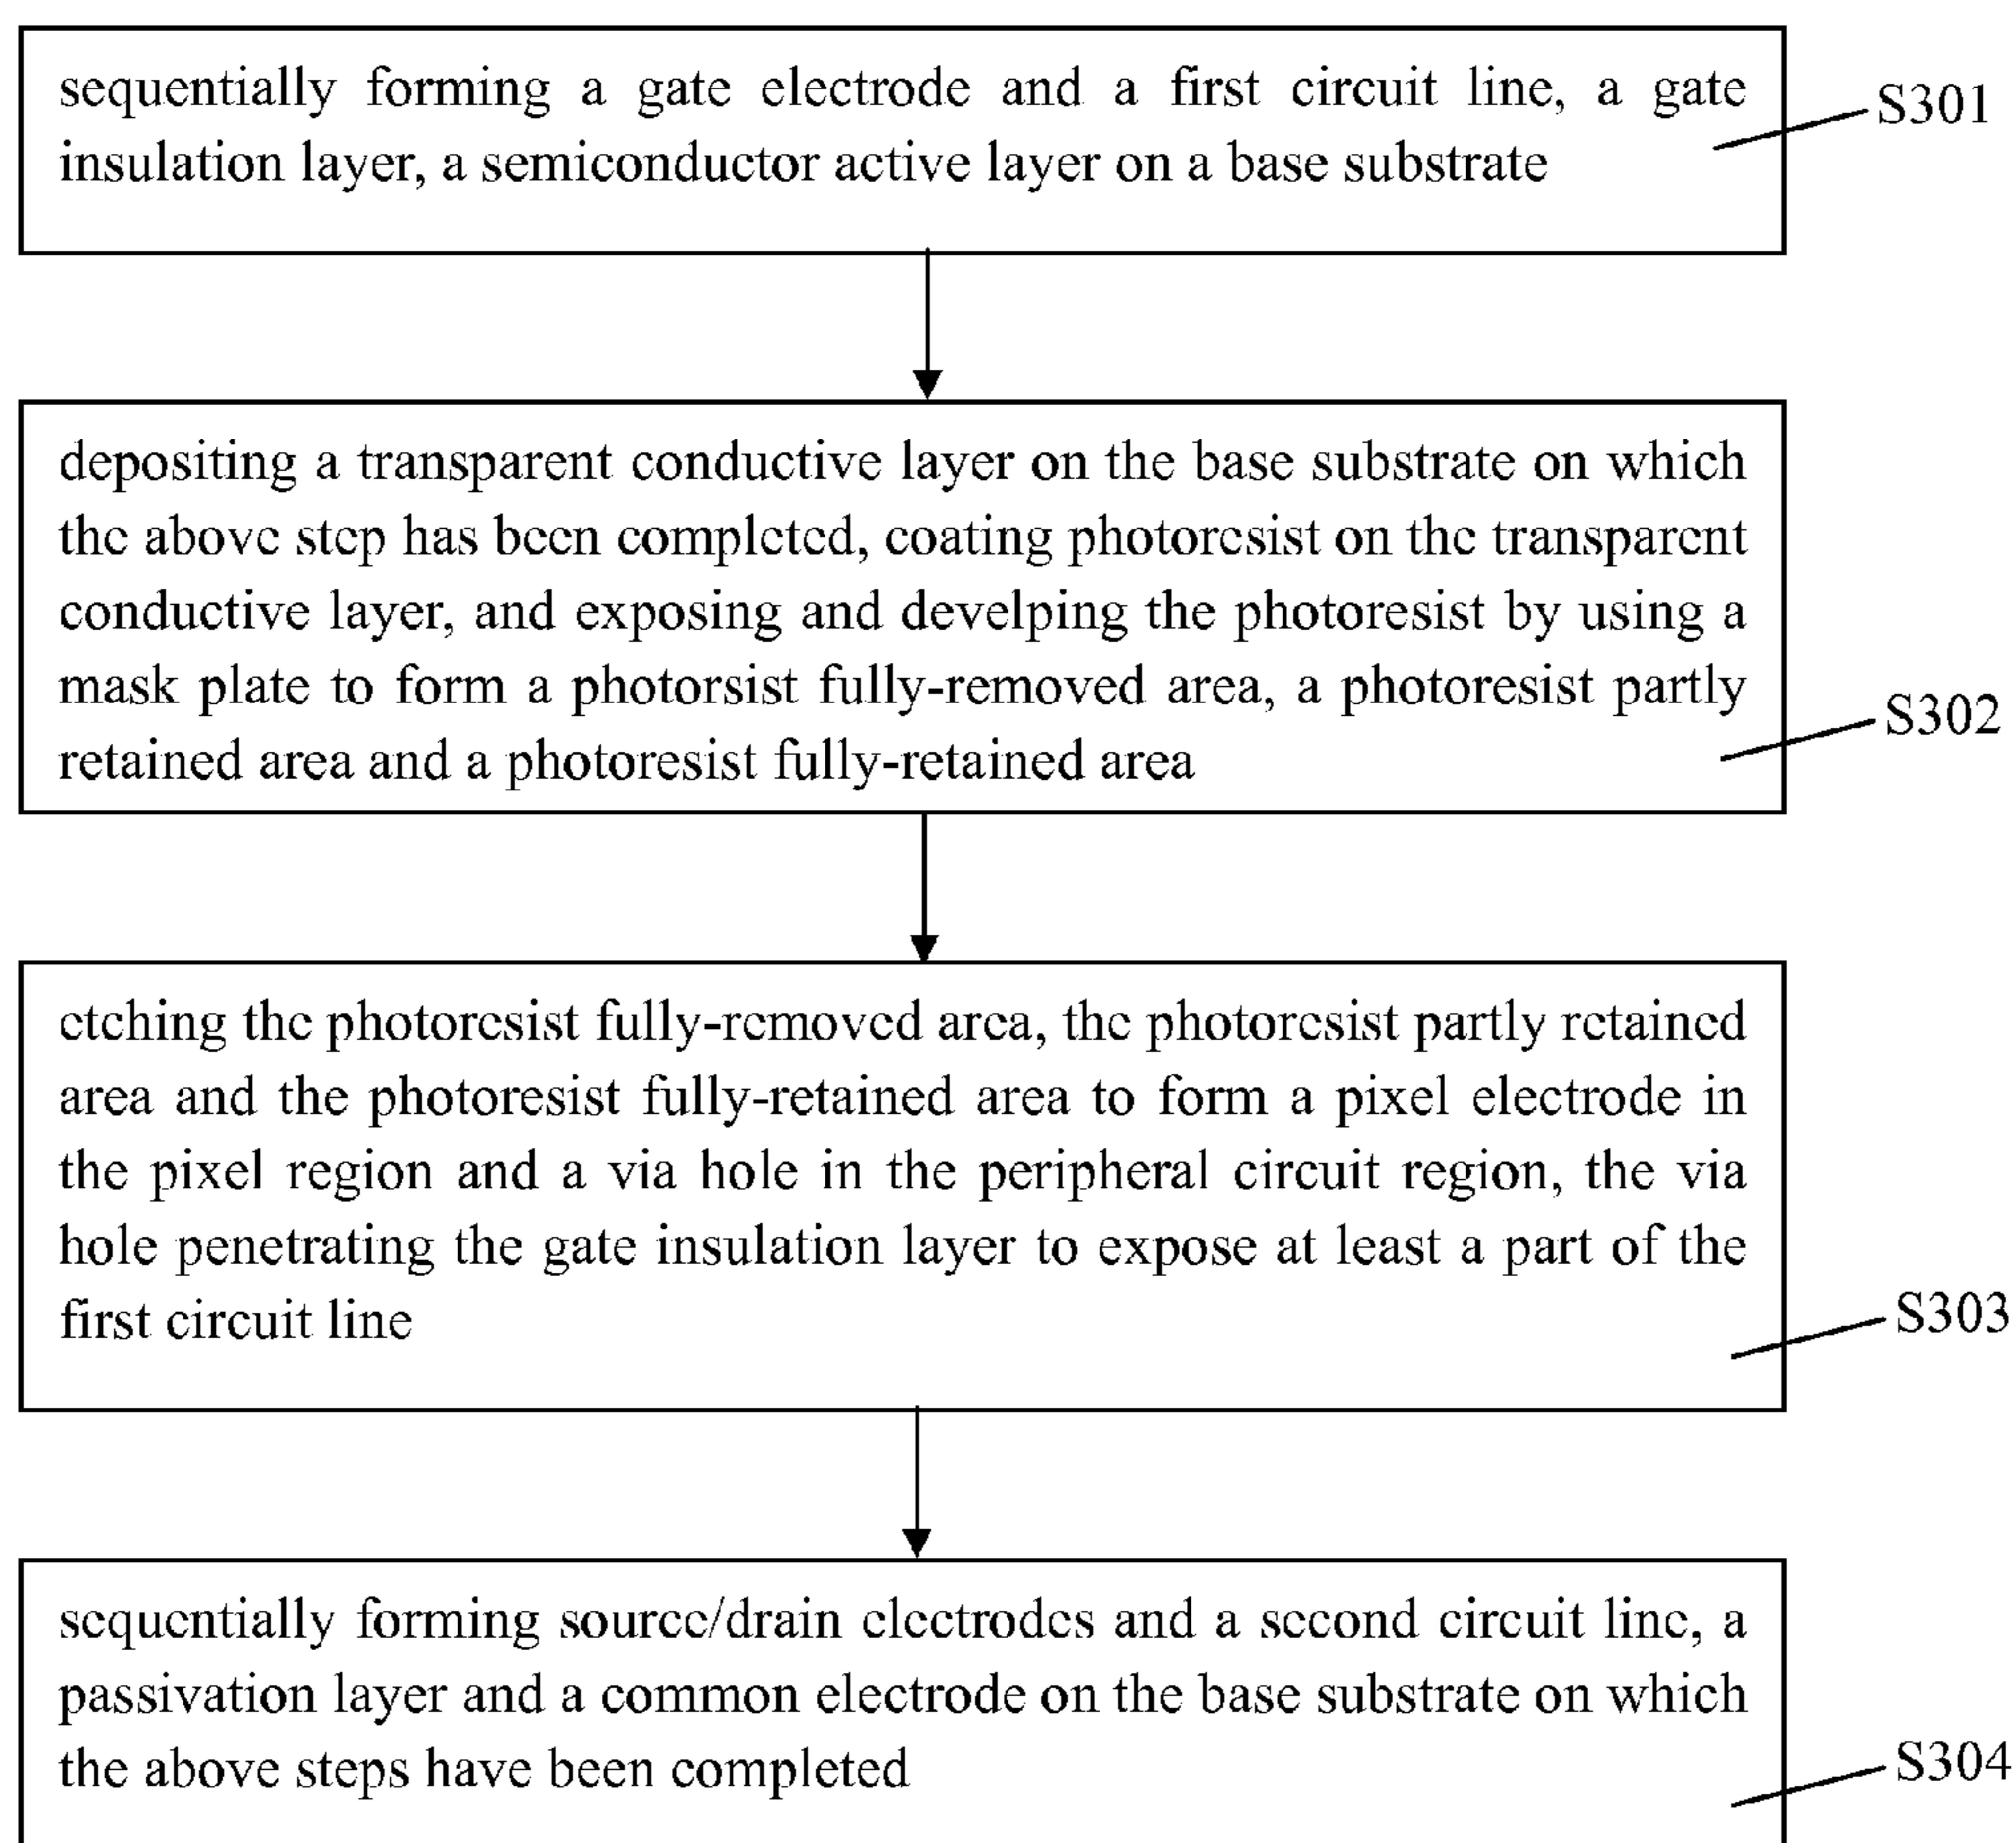 sequentially forming a gate electrode and a first circuit line, a gate
insulation layer, a semiconductor active layer on a base substrate
S301
depositing a transparent conductive layer on the base substrate on which
the above step has been completed, coating photoresist on the transparent
conductive layer, and exposing and develping the photoresist by using a
mask plate to form a photorsist fully-removed area, a photoresist partly
retained area and a photoresist fully-retained area
S302
etching the photoresist fully-removed area, the photoresist partly retained
area and the photoresist fully-retained area to form a pixel electrode in
the pixel region and a via hole in the peripheral circuit region, the via
hole penetrating the gate insulation layer to expose at least a part of the
first circuit line
S303
sequentially forming source/drain electrodes and a second circuit line, a
passivation layer and a common electrode on the base substrate on which
the above steps have been completed
S304